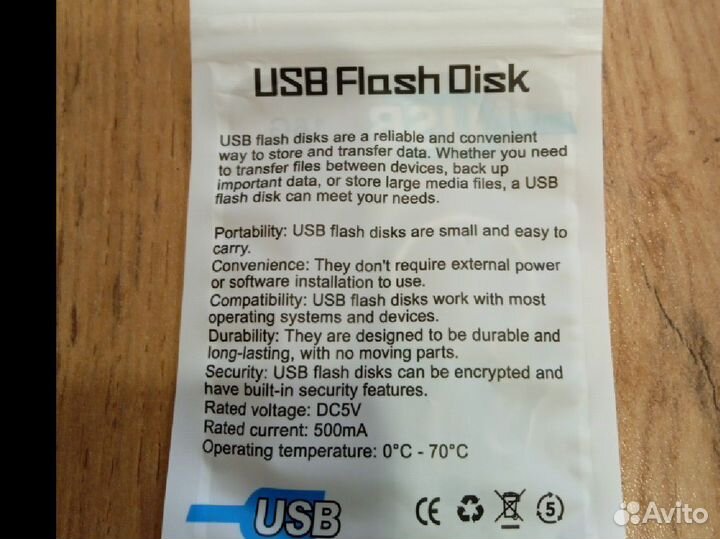 USB Flash Disk
USB flash disks are a reliable and convenient
way to store and transfer data. Whether you need
to transfer files between devices, back up
important data, or store large media files, a USB
flash disk can meet your needs.
Portability: USB flash disks are small and easy to
carry.
Convenience: They don't require external power
or software installation to use.
Compatibility: USB flash disks work with most
operating systems and devices.
Durability: They are designed to be durable and
long-lasting, with no moving parts.
Security: USB flash disks can be encrypted and
have built-in security features.
Rated voltage: DC5V
Rated current: 500mA
Operating temperature: 0°C - 70°C
USB CE 5
Avito